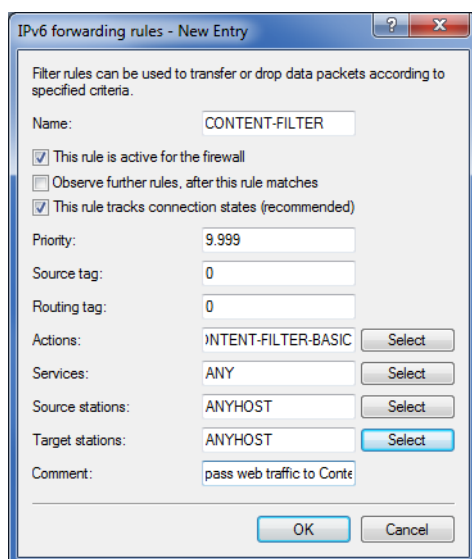 IPv6 forwarding rules - New Entry
?
Filter rules can be used to transfer or drop data packets according to
specified criteria.
Name: CONTENT-FILTER
This rule is active for the firewall
Observe further rules, after this rule matches
This rule tracks connection states (recommended)
Priority: 9.999
Source tag: 0
Routing tag: 0
Actions: ONTENT-FILTER-BASIC Select
Services: ANY Select
Source stations: ANYHOST Select
Target stations: ANYHOST Select
Comment: pass web traffic to Conte
OK Cancel